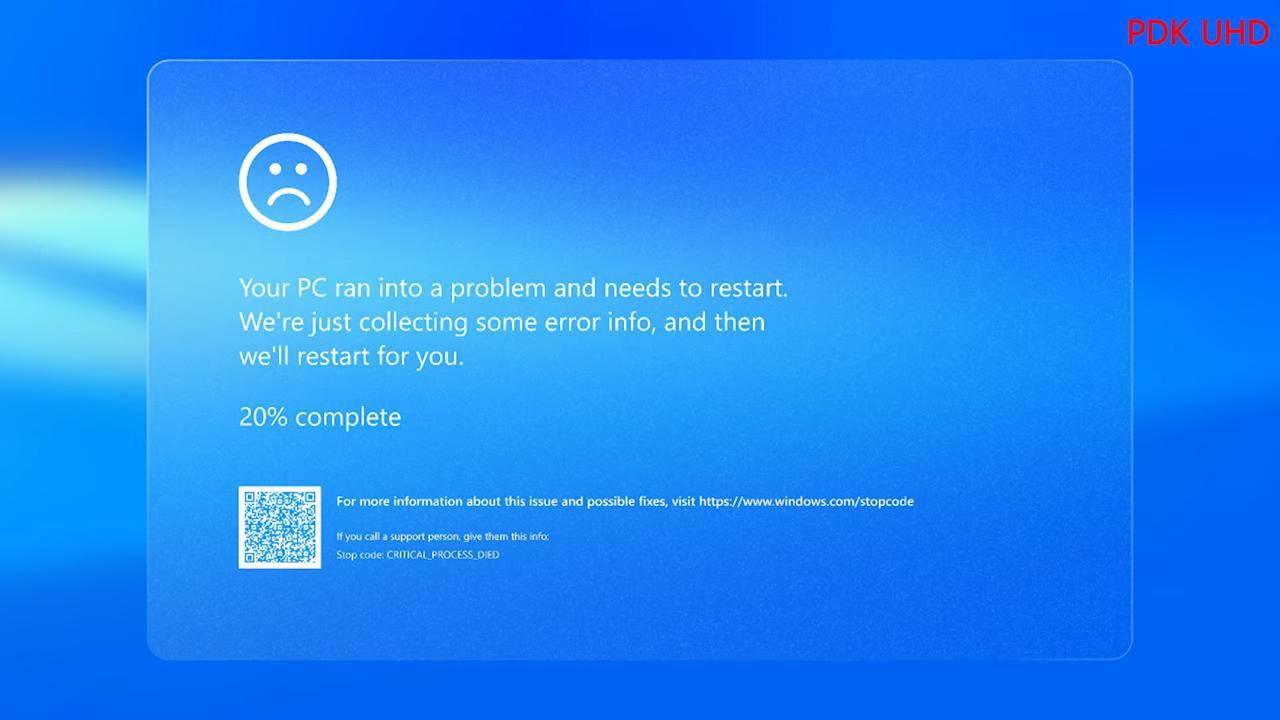 PDK UHD
Your PC ran into a problem and needs to restart.
We're just collecting some error info, and then
we'll restart for you.
20% complete
For more information about this issue and possible fixes, visit https://www.windows.com/stopcode
If you call a support person, give them this info:
Stop code: CRITICAL_PROCESS_DIED